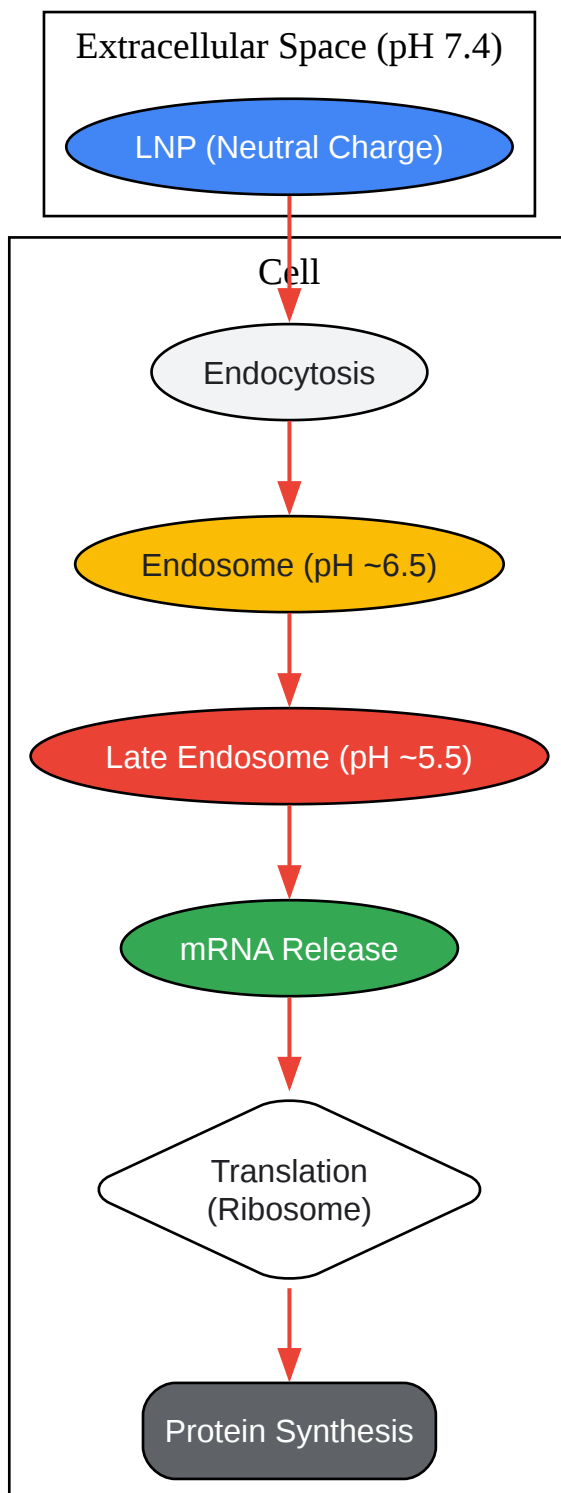 Extracellular Space (pH 7.4)
LNP (Neutral Charge)
Cell
Endocytosis
Endosome (pH ~6.5)
Late Endosome (pH ~5.5)
mRNA Release
Translation
(Ribosome)
Protein Synthesis